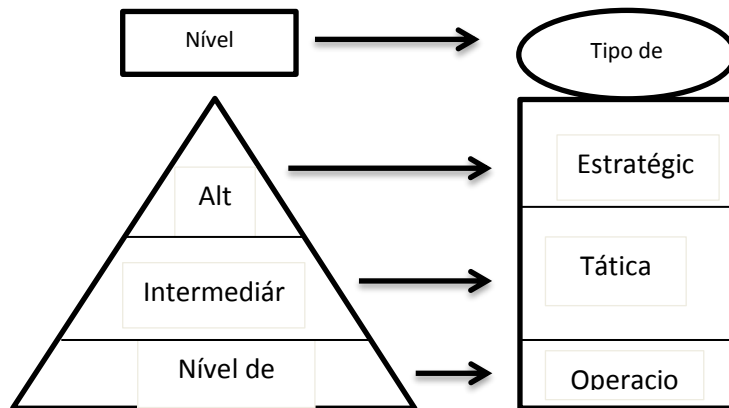 Nível
Tipo de
Alt
Estratégic
Intermediár
Tática
Nível de
Operacio